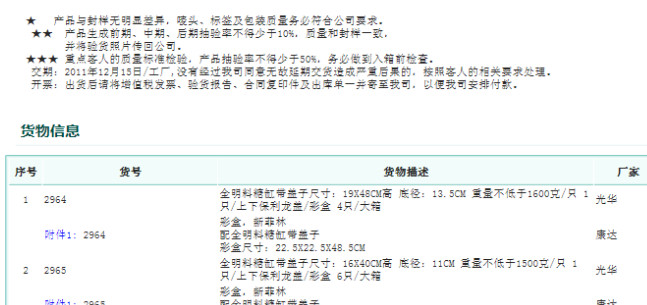 ★ 产品与封样无明显差异，唛头、标签及包装质量务必符合公司要求。
★★ 产品生成前期、中期、后期抽验率不得少于10%，质量和封样一致，
并将验货照片传回公司。
★★★ 重点客人的质量标准检验，产品抽验率不得少于50%，务必做到入箱前检查。
交期：2011年12月15日/工厂,没有经过我司同意无故延期交货造成严重后果的，按照客人的相关要求处理。
开票：出货后请将增值税发票、验货报告、合同复印件及出库单一并寄至我司，以便我司安排付款。
货物信息
序号 货号 货物描述 厂家
1 2964 全明料糖缸带盖子尺寸：19X48CM高 底径：13.5CM 重量不低于1600克/只 1
只/上下保利龙盖/彩盒 4只/大箱 光华
彩盒，新菲林
附件1: 2964 配全明料糖缸带盖子 康达
彩盒尺寸：22.5X22.5X48.5CM
2 2965 全明料糖缸带盖子尺寸：16X40CM高 底径：11CM 重量不低于1500克/只 1
只/上下保利龙盖/彩盒 6只/大箱 光华
彩盒，新菲林
附件1: 2965 配全明料糖缸带盖子 康达